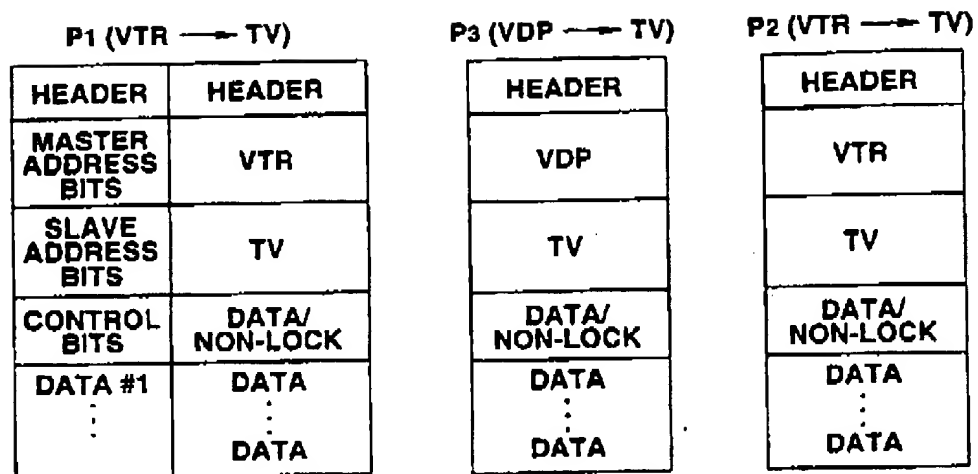 P1 (VTR → TV)
HEADER HEADER
MASTER ADDRESS BITS VTR
SLAVE ADDRESS BITS TV
CONTROL BITS DATA/ NON-LOCK
DATA #1 DATA
DATA
P3 (VDP → TV)
HEADER
VDP
TV
DATA/
NON-LOCK
DATA
DATA
P2 (VTR → TV)
HEADER
VTR
TV
DATA/
NON-LOCK
DATA
DATA